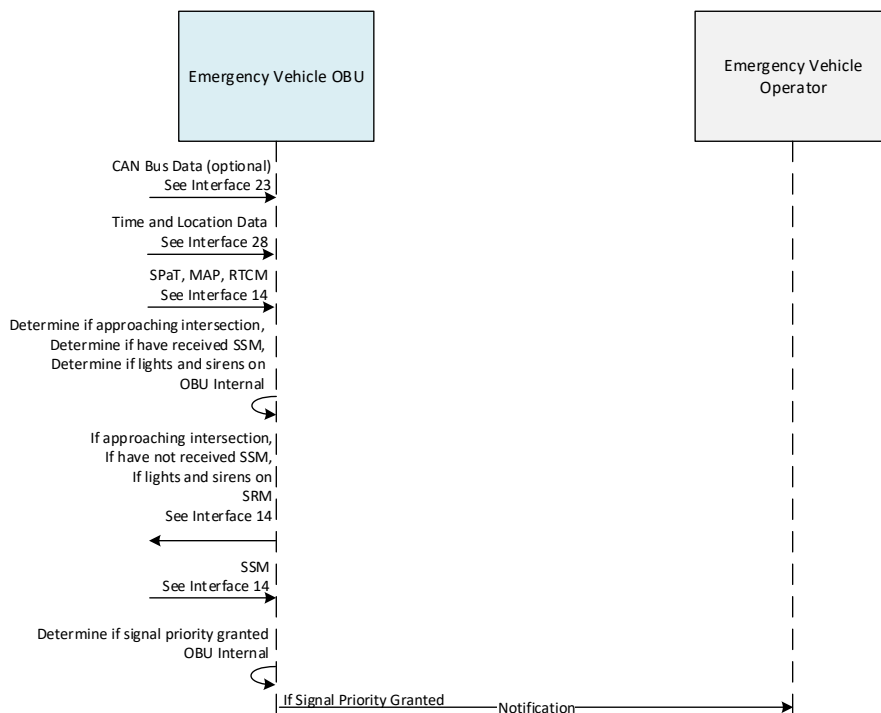 Emergency Vehicle OBU
Emergency Vehicle
Operator
CAN Bus Data (optional)
See Interface 23
Time and Location Data
See Interface 28
SPaT, MAP, RTCM
See Interface 14
Determine if approaching intersection,
Determine if have received SSM,
Determine if lights and sirens on
OBU Internal
If approaching intersection,
If have not received SSM,
If lights and sirens on
SRM
See Interface 14
SSM
See Interface 14
Determine if signal priority granted
OBU Internal
If Signal Priority Granted
Notification